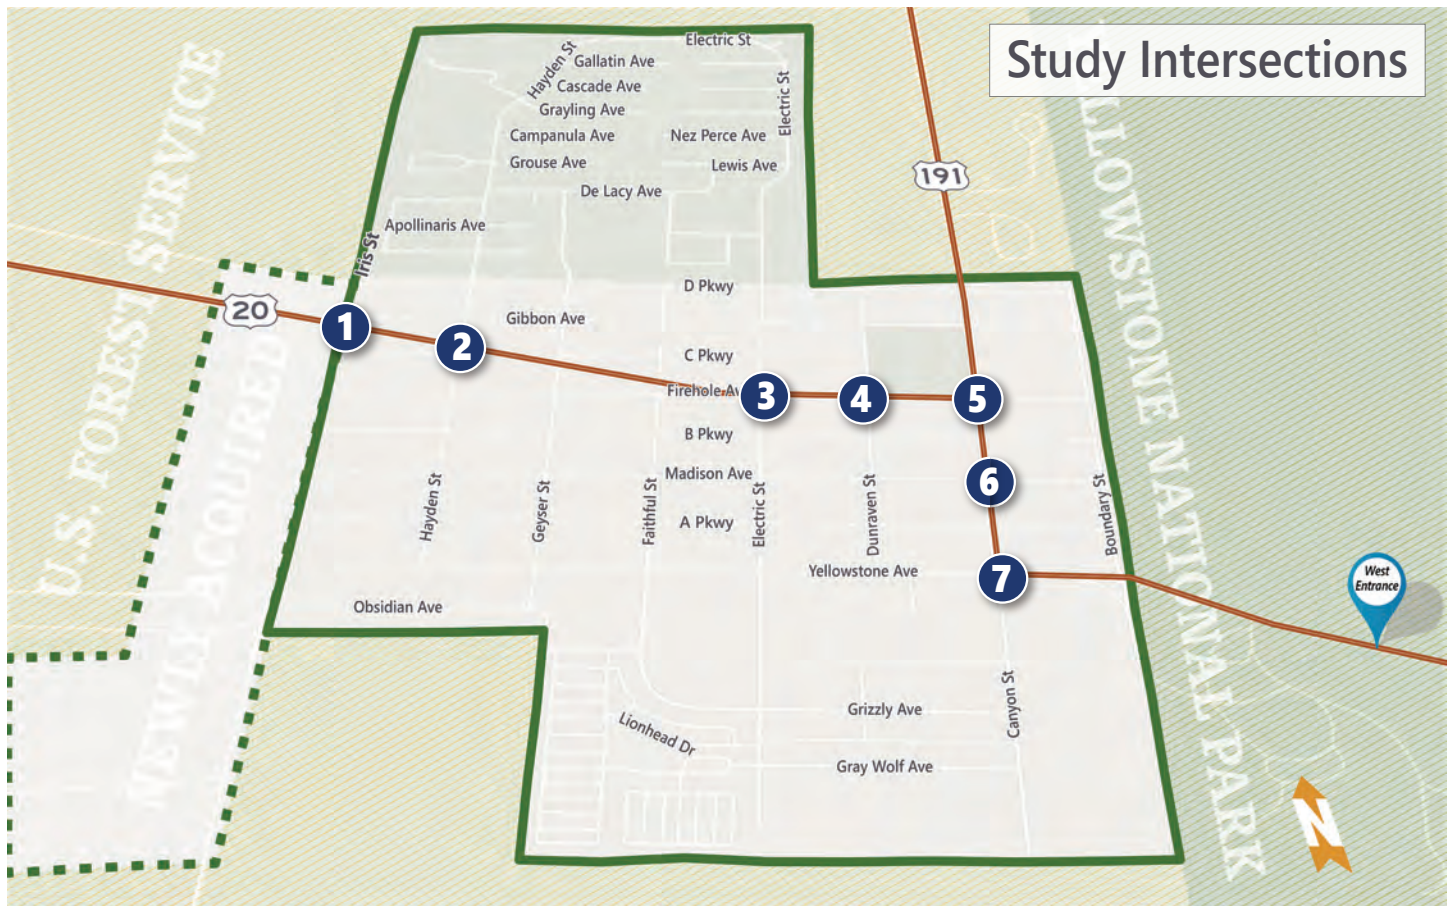 Study Intersections
Electric St
Hayden St
Gallatin Ave
Cascade Ave
Electric St
Grayling Ave
Campanula Ave
Nez Perce Ave
Grouse Ave
Lewis Ave
191
De Lacy Ave
Apollinaris Ave
Iris St
U.S. FOREST SERVICE
YELLOWSTONE NATIONAL PARK
D Pkwy
20
1
Gibbon Ave
2
C Pkwy
Firehole Av
3
4
5
B Pkwy
Madison Ave
6
Hayden St
Geyser St
Faithful St
A Pkwy
Electric St
Dunraven St
Boundary St
NEWLY ACQUIRED
Yellowstone Ave
7
West
Entrance
Obsidian Ave
Canyon St
Grizzly Ave
Lionhead Dr
Gray Wolf Ave
N